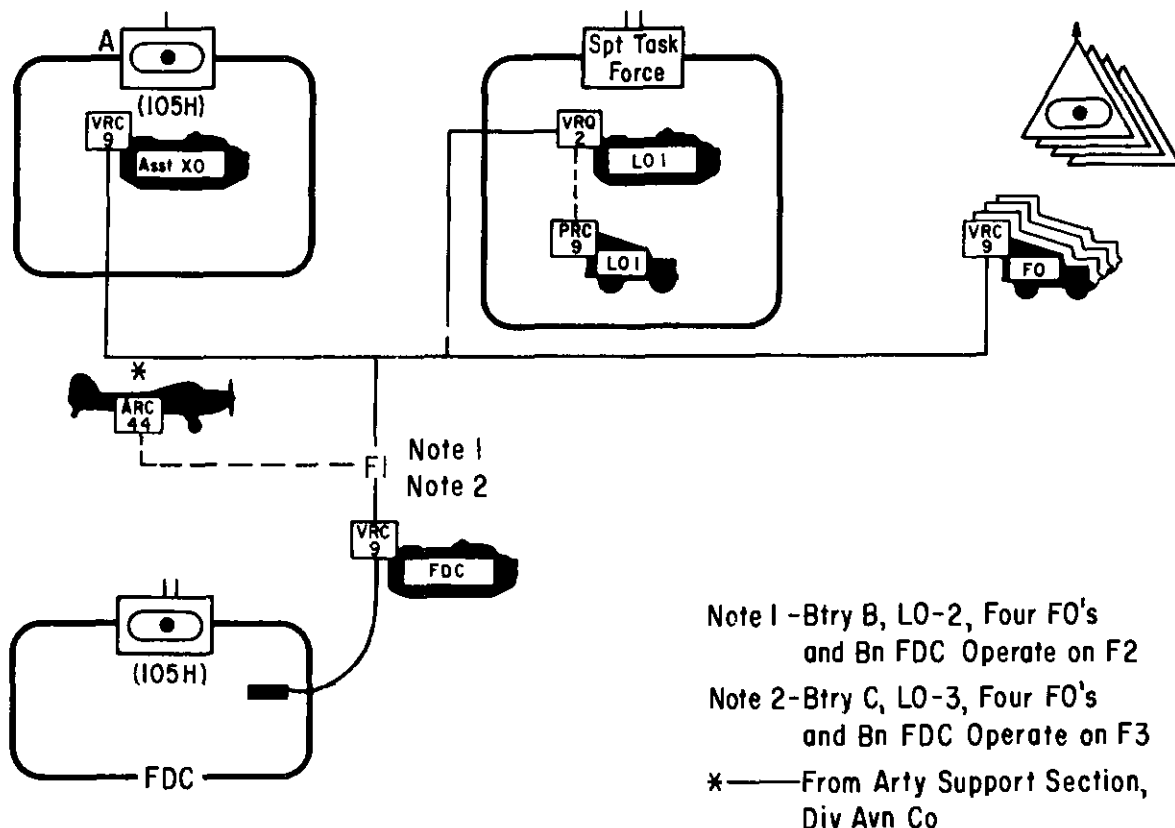 A
(105H)
VRC
9
Asst XO
Spt Task
Force
VRQ
2
LO 1
PRC
9
LO 1
VRC
9
FO
*
ARC
44
F1
Note 1
Note 2
VRC
9
FDC
(105H)
FDC
Note 1 - Btry B, LO-2, Four FO's
and Bn FDC Operate on F2
Note 2 - Btry C, LO-3, Four FO's
and Bn FDC Operate on F3
* — From Arty Support Section,
Div Avn Co